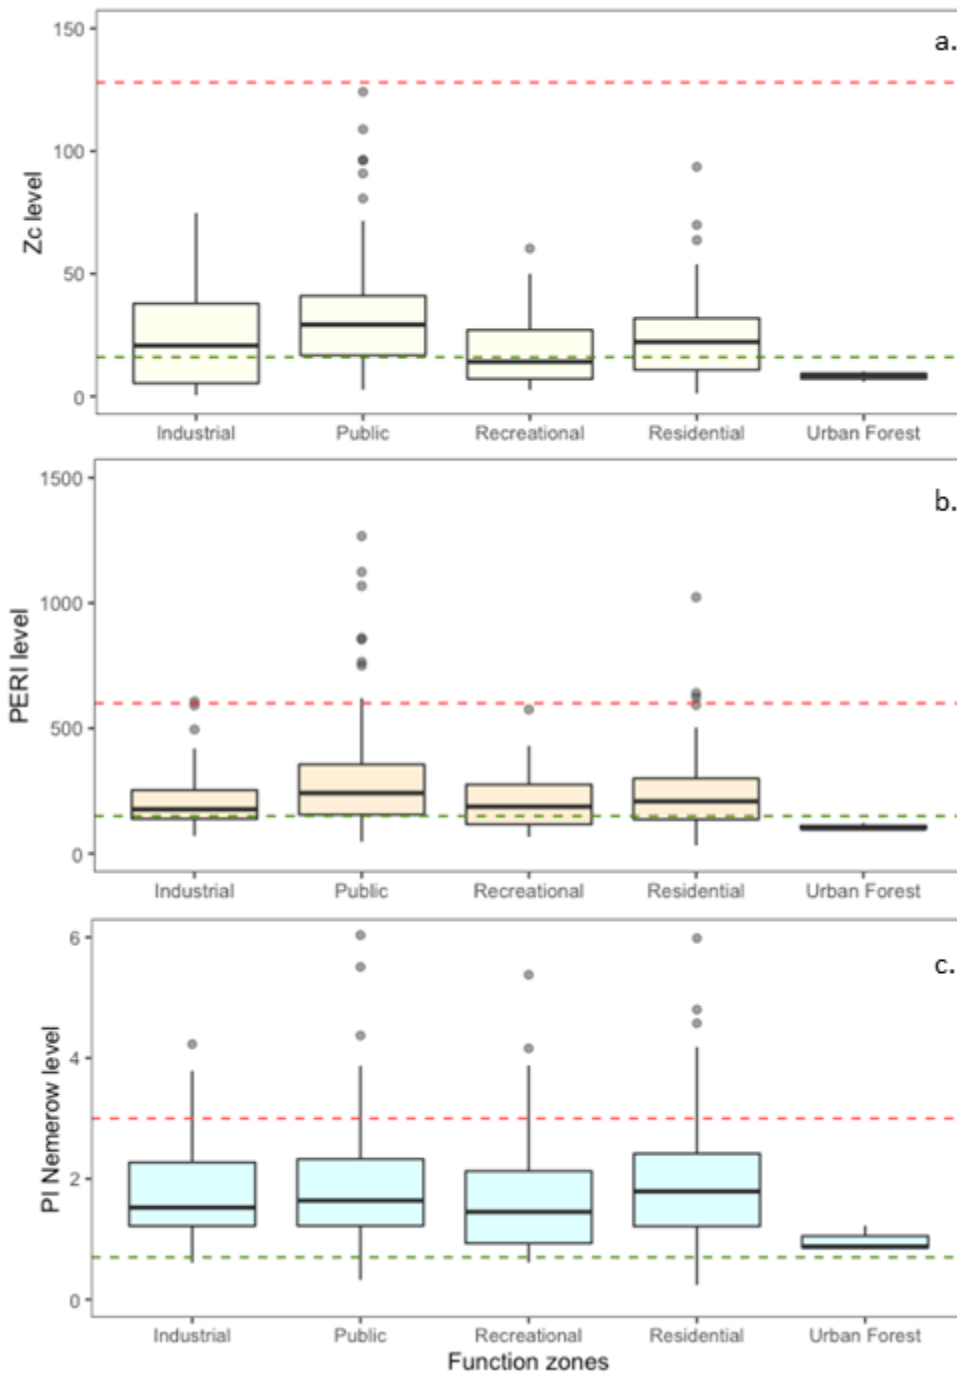 a.
150
100
50
0
Zc level
Industrial Public Recreational Residential Urban Forest
b.
1500
1000
500
0
PERI level
Industrial Public Recreational Residential Urban Forest
c.
6
4
2
0
PI Nemerow level
Industrial Public Recreational Residential Urban Forest
Function zones